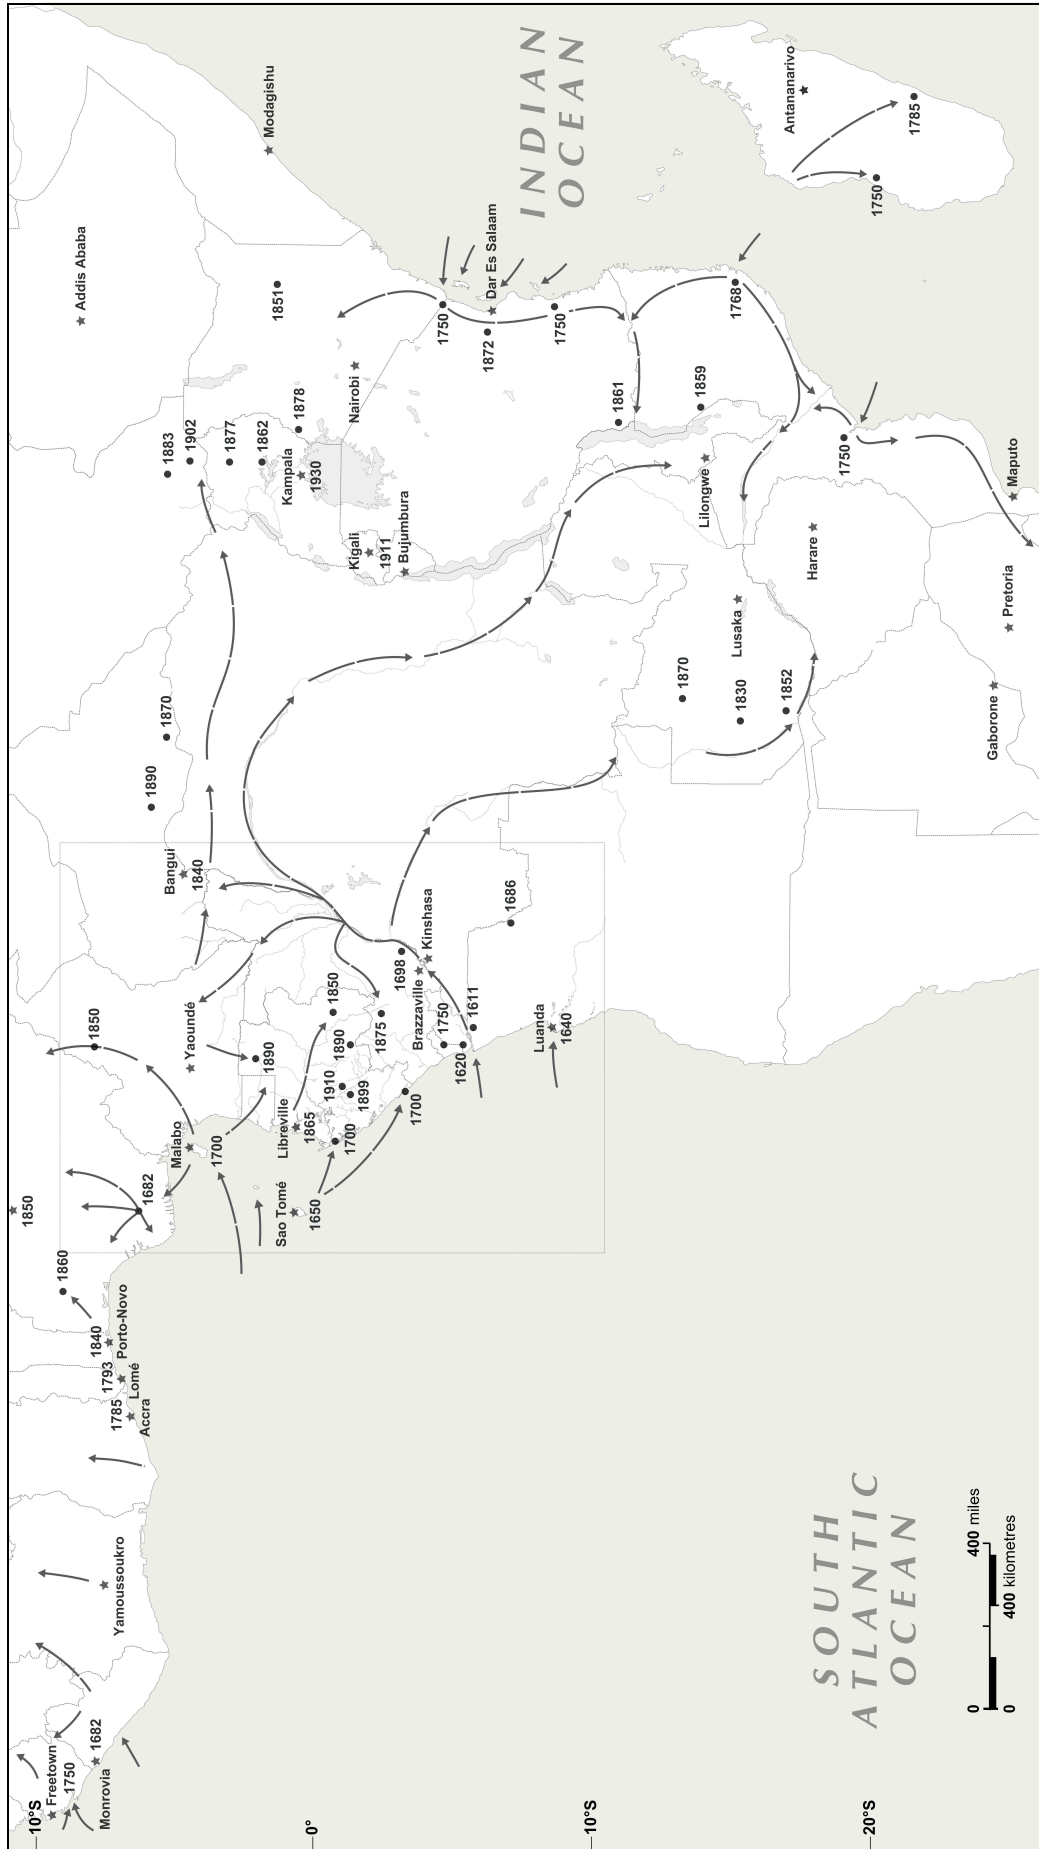 10°S
0°
10°S
20°S
Freetown
1750
Monrovia
1682
Yamoussoukro
Accra
1785
Lomé
1793
Porto-Novo
1840
1860
1850
1682
Malabo
1700
Yaoundé
1850
Bangui
1840
1890
1870
1883
1902
1877
1862
1878
1851
Addis Ababa
Modagishu
Sao Tomé
1650
Libreville
1865
1700
1700
1890
1910
1899
1890
1850
1875
1698
Brazzaville
Kinshasa
1750
1620
1611
1686
Luanda
1640
Kampala
1930
Kigali
1911
Bujumbura
Nairobi
1750
1872
Dar Es Salaam
1750
1861
1859
1768
Lilongwe
1870
1830
1852
Lusaka
Harare
1750
Maputo
Pretoria
Gaborone
Antananarivo
1750
1785
INDIAN
OCEAN
SOUTH
ATLANTIC
OCEAN
0 400 miles
0 400 kilometres